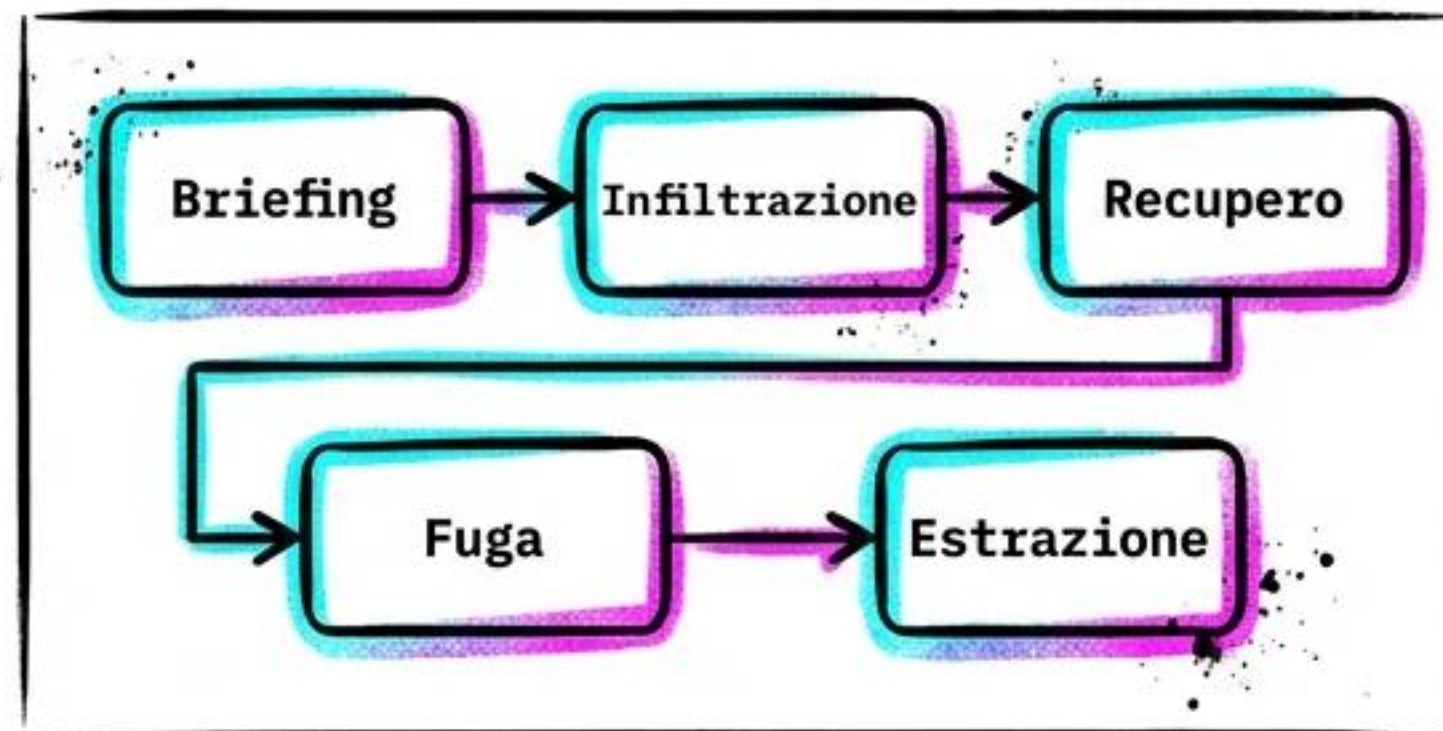 Briefing
Infiltrazione
Recupero
Fuga
Estrazione